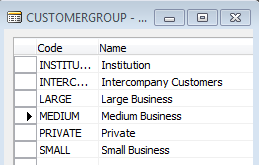 CUSTOMERGROUP - ...
Code Name
INSTITU... Institution
INTERC... Intercompany Customers
LARGE Large Business
MEDIUM Medium Business
PRIVATE Private
SMALL Small Business